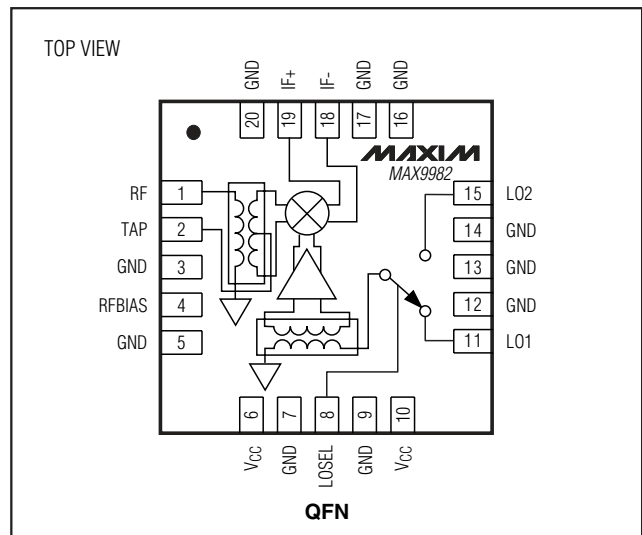 TOP VIEW
GND
IF+
IF-
GND
GND
20
19
18
17
16
MAXIM
MAX9982
RF 1
TAP 2
GND 3
RFBIAS 4
GND 5
15 LO2
14 GND
13 GND
12 GND
11 LO1
6
7
8
9
10
VCC
GND
LOSEL
GND
VCC
QFN